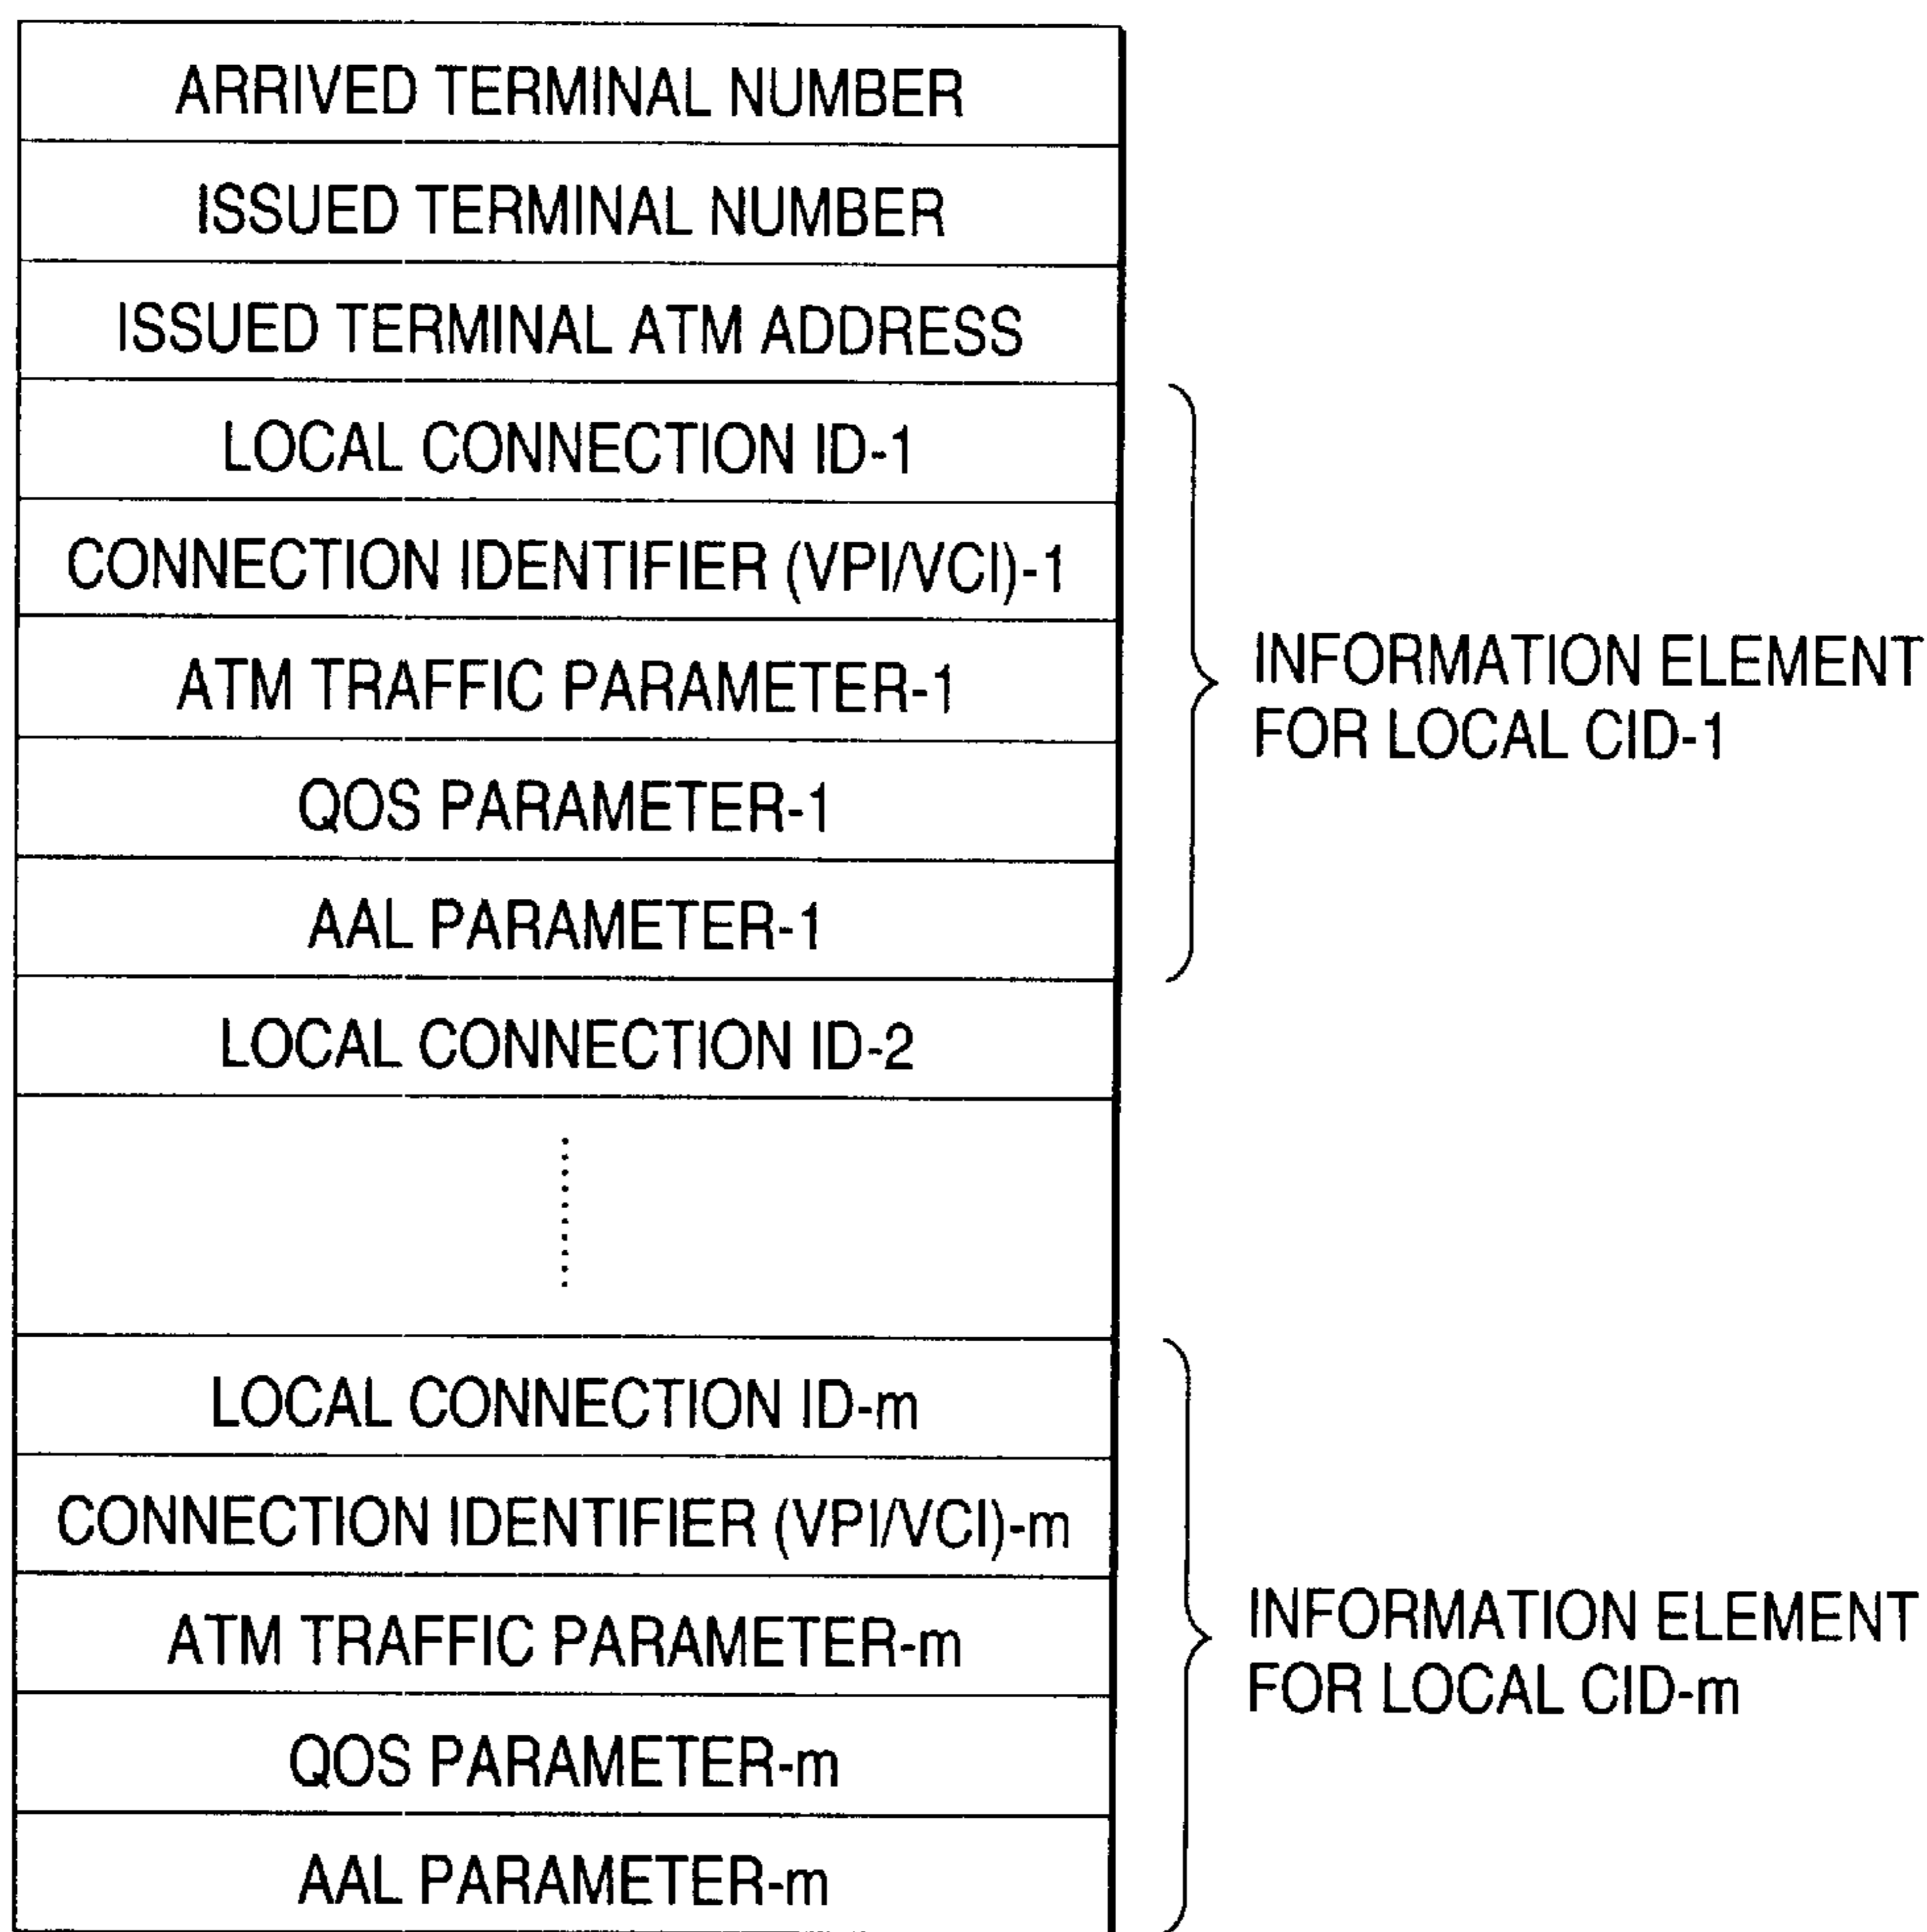 ARRIVED TERMINAL NUMBER
ISSUED TERMINAL NUMBER
ISSUED TERMINAL ATM ADDRESS
LOCAL CONNECTION ID-1
CONNECTION IDENTIFIER (VPI/VCI)-1
ATM TRAFFIC PARAMETER-1
QOS PARAMETER-1
AAL PARAMETER-1
INFORMATION ELEMENT
FOR LOCAL CID-1
LOCAL CONNECTION ID-2
LOCAL CONNECTION ID-m
CONNECTION IDENTIFIER (VPI/VCI)-m
ATM TRAFFIC PARAMETER-m
QOS PARAMETER-m
AAL PARAMETER-m
INFORMATION ELEMENT
FOR LOCAL CID-m